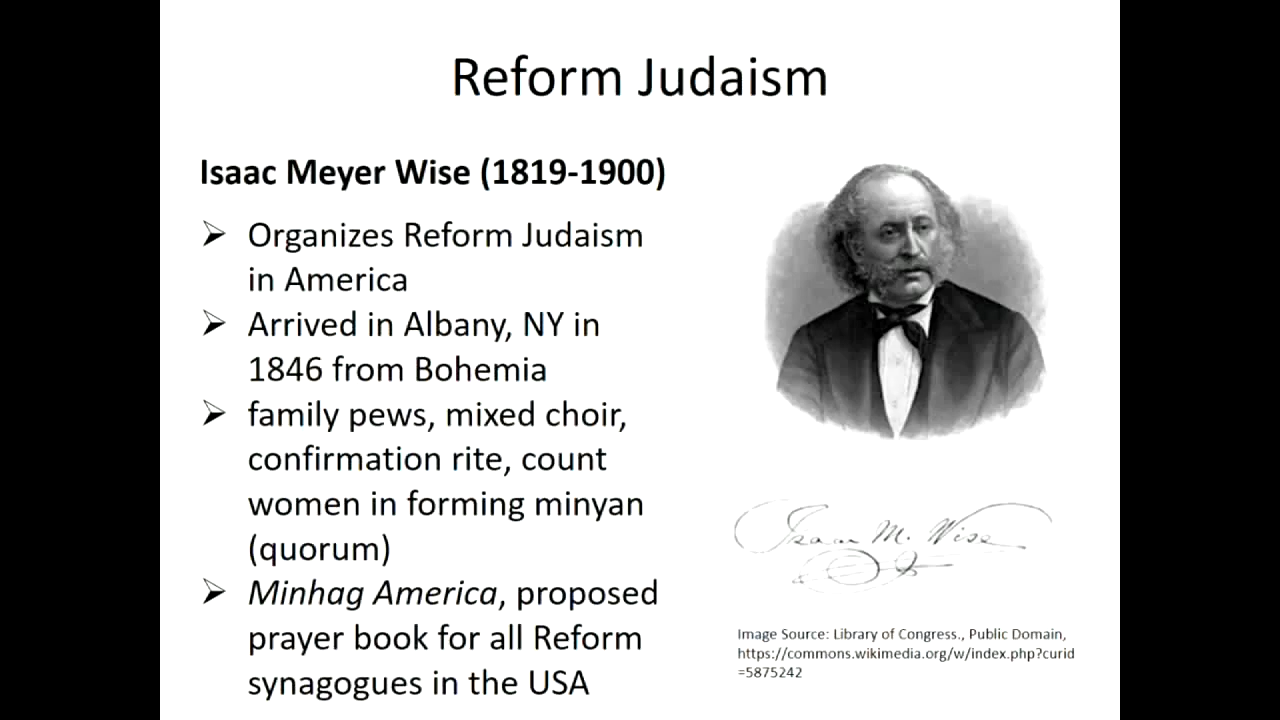 Reform Judaism
Isaac Meyer Wise (1819-1900)
➢ Organizes Reform Judaism
in America
➢ Arrived in Albany, NY in
1846 from Bohemia
➢ family pews, mixed choir,
confirmation rite, count
women in forming minyan
(quorum)
➢ Minhag America, proposed
prayer book for all Reform
synagogues in the USA
Isaac M. Wise
Image Source: Library of Congress., Public Domain,
https://commons.wikimedia.org/w/index.php?curid
=5875242